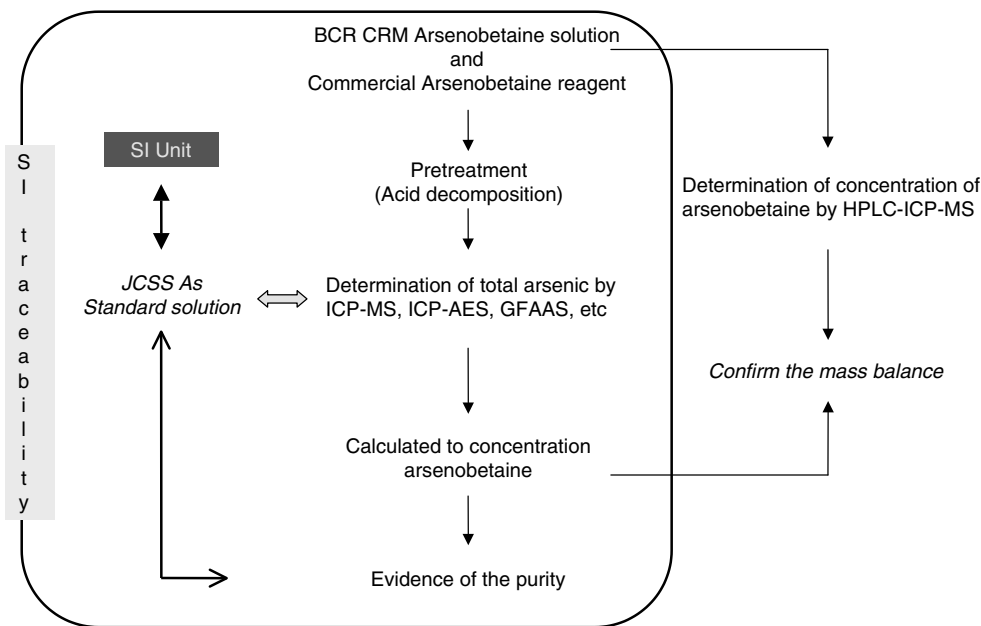 BCR CRM Arsenobetaine solution
and
Commercial Arsenobetaine reagent
SI traceability
SI Unit
Pretreatment
(Acid decomposition)
Determination of concentration of
arsenobetaine by HPLC-ICP-MS
JCSS As
Standard solution
Determination of total arsenic by
ICP-MS, ICP-AES, GFAAS, etc
Confirm the mass balance
Calculated to concentration
arsenobetaine
Evidence of the purity